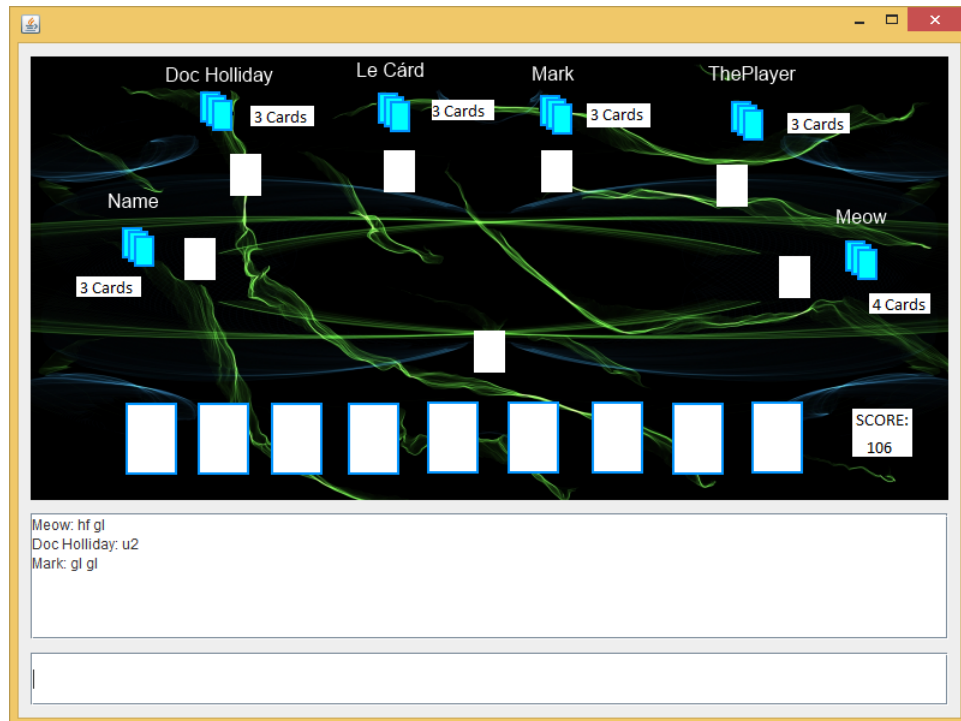 Doc Holliday
Le Cárd
Mark
ThePlayer
3 Cards
3 Cards
3 Cards
3 Cards
Name
Meow
3 Cards
4 Cards
SCORE:
106
Meow: hf gl
Doc Holliday: u2
Mark: gl gl